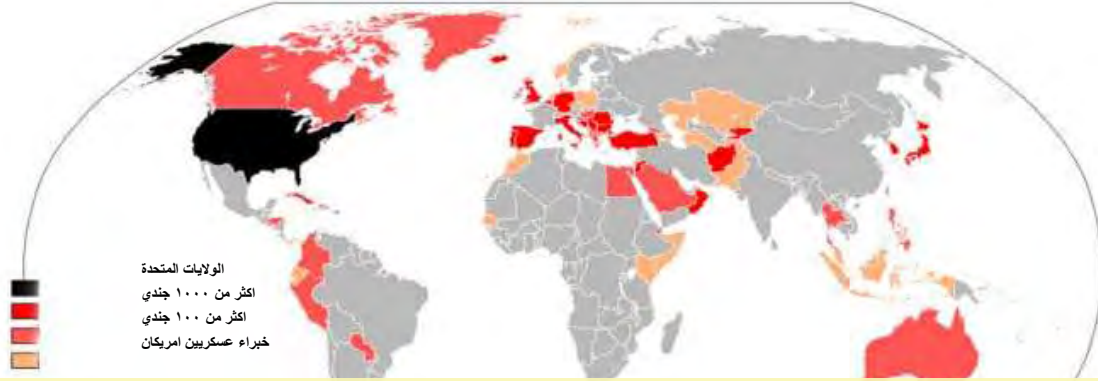 الولايات المتحدة
اكثر من ١٠٠٠ جندي
اكثر من ١٠٠ جندي
خبراء عسكريين امريكان